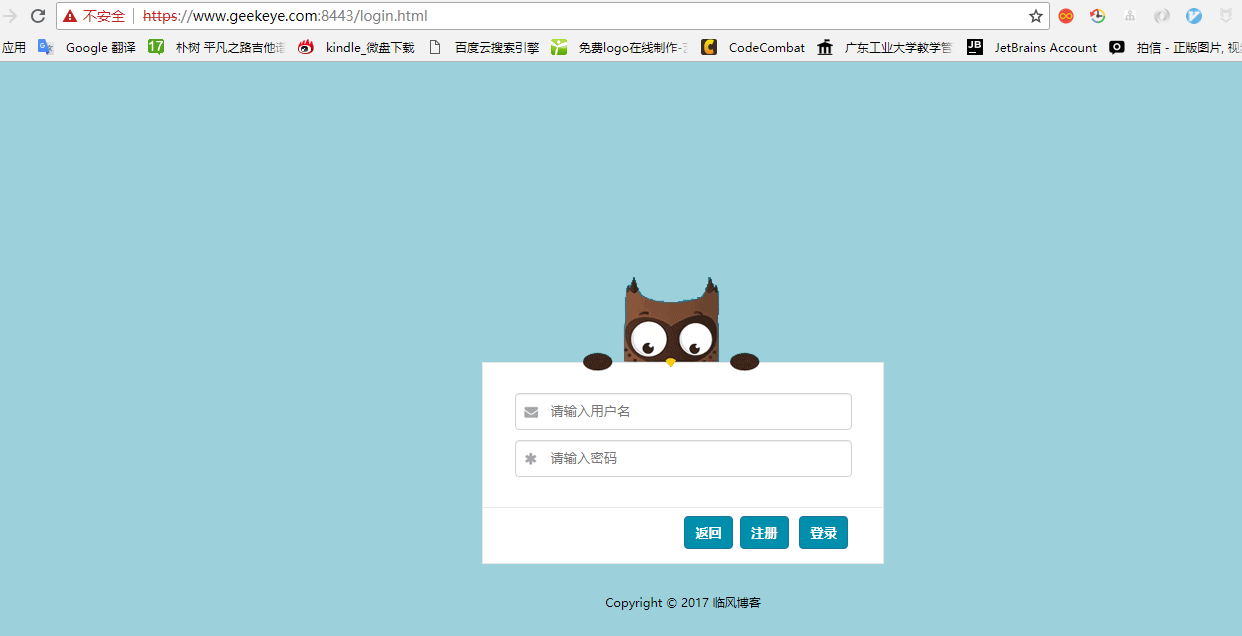 不安全 https://www.geekeye.com:8443/login.html
应用 Google 翻译 17 朴树 平凡之路吉他 kindle_微盘下载 百度云搜索引擎 免费logo在线制作- CodeCombat 广东工业大学教学管 JB JetBrains Account 拍信 - 正版图片, 视
请输入用户名
请输入密码
返回 注册 登录
Copyright © 2017 临风博客